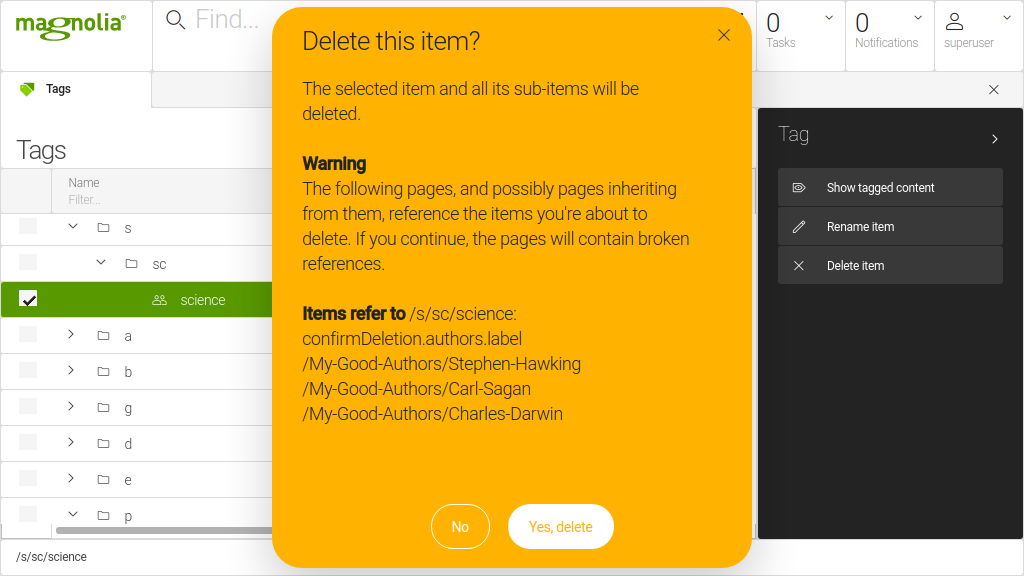 magnolia®
Find...
0
Tasks
0
Notifications
superuser
Tags
Tags
Name
Filter...
s
sc
science
a
b
g
d
e
p
/s/sc/science
Delete this item?
The selected item and all its sub-items will be
deleted.
Warning
The following pages, and possibly pages inheriting
from them, reference the items you're about to
delete. If you continue, the pages will contain broken
references.
Items refer to /s/sc/science:
confirmDeletion.authors.label
/My-Good-Authors/Stephen-Hawking
/My-Good-Authors/Carl-Sagan
/My-Good-Authors/Charles-Darwin
No
Yes, delete
Tag
Show tagged content
Rename item
Delete item